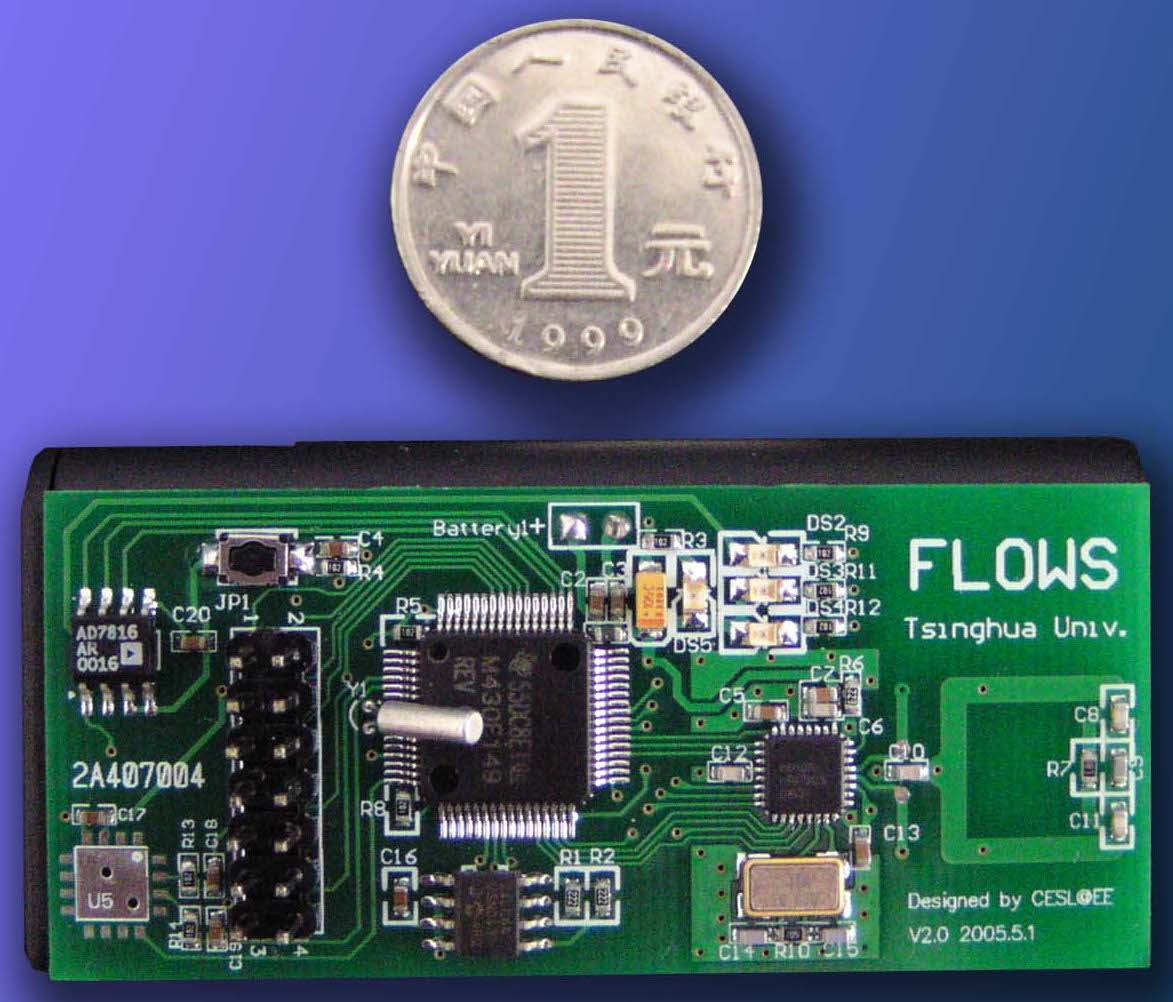 中国人民银行
1
YI
YUAN
元
1999
Battery1+
C4
R4
JP1
1
2
C20
AD7816
AR
0016
R5
Y1
M430F149
REV
C2
C3
R3
DS5
DS2
R9
DS3
R11
DS4
R12
FLOWS
Tsinghua Univ.
C5
C7
R6
C6
C12
C10
C8
R7
C9
C11
2A407004
C17
R13
C18
R8
U5
R14
C19
3
4
C16
R1
R2
C13
C14
R10
C15
Designed by CESL@EE
V2.0 2005.5.1